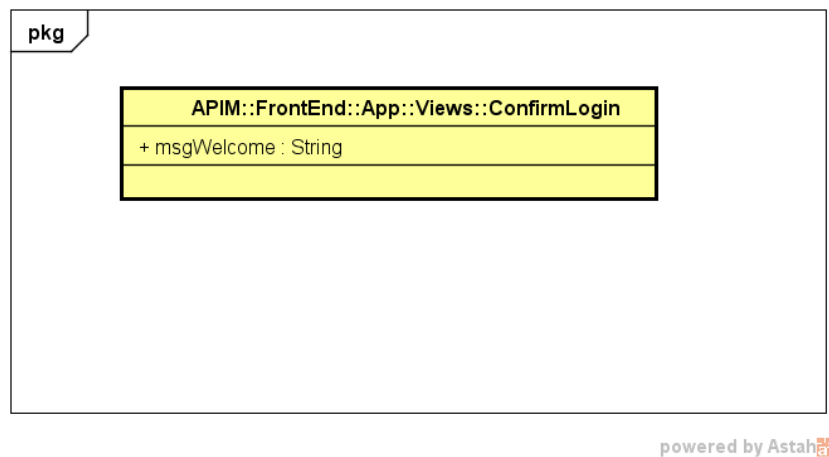 pkg
APIM::FrontEnd::App::Views::ConfirmLogin
+ msgWelcome : String
powered by Astah